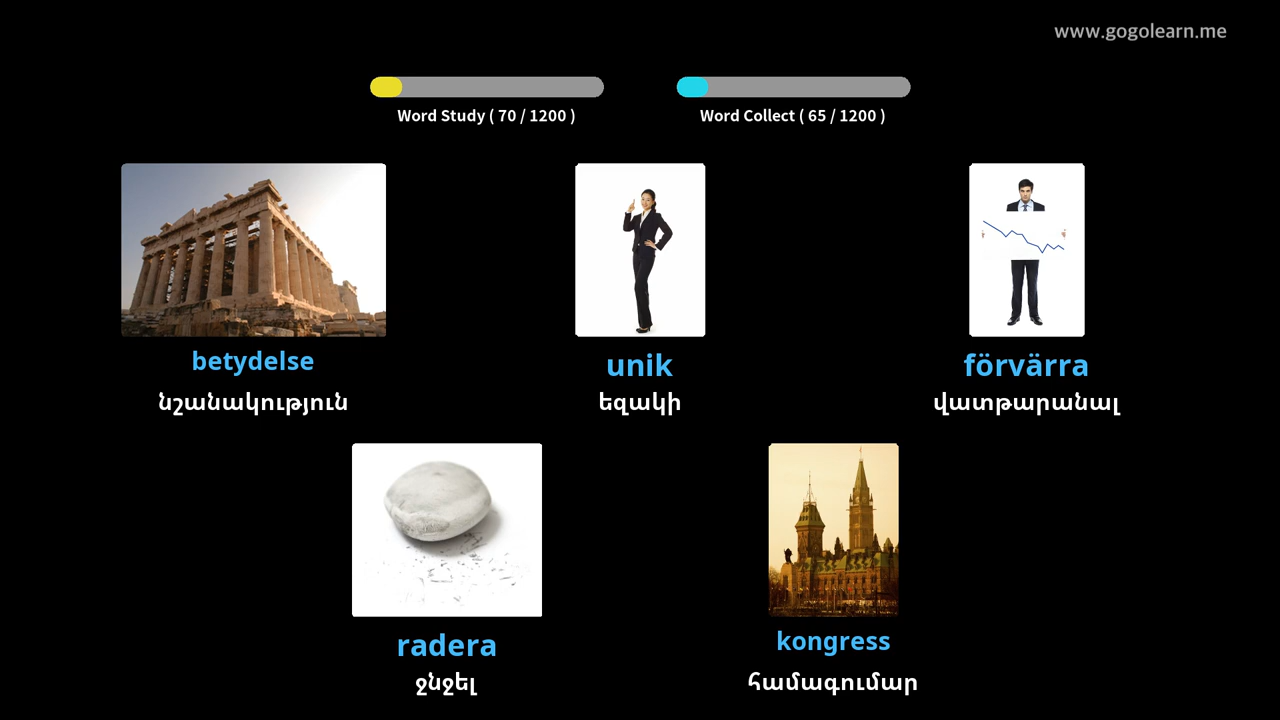 www.gogolearn.me
Word Study ( 70 / 1200 )
Word Collect ( 65 / 1200 )
betydelse
նշանակություն
unik
եզակի
förvärra
վատթարանալ
radera
ջնջել
kongress
համագումար